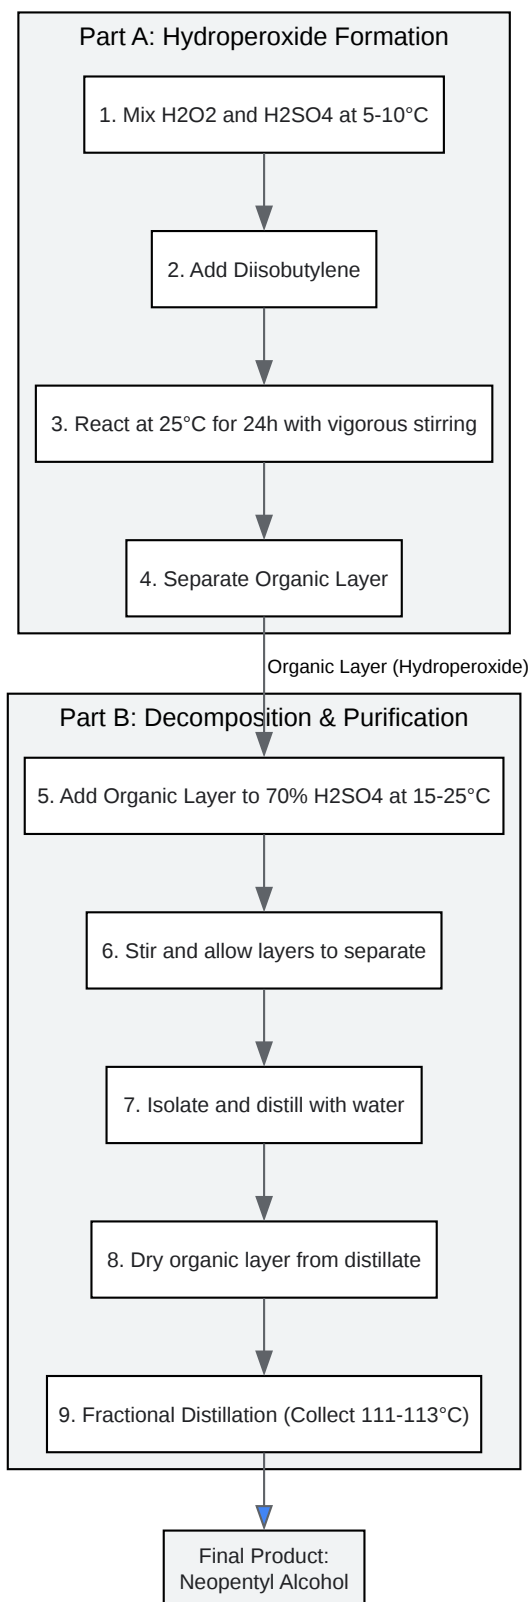 Part A: Hydroperoxide Formation
1. Mix H2O2 and H2SO4 at 5-10°C
2. Add Diisobutylene
3. React at 25°C for 24h with vigorous stirring
4. Separate Organic Layer
Organic Layer (Hydroperoxide)
Part B: Decomposition & Purification
5. Add Organic Layer to 70% H2SO4 at 15-25°C
6. Stir and allow layers to separate
7. Isolate and distill with water
8. Dry organic layer from distillate
9. Fractional Distillation (Collect 111-113°C)
Final Product:
Neopentyl Alcohol